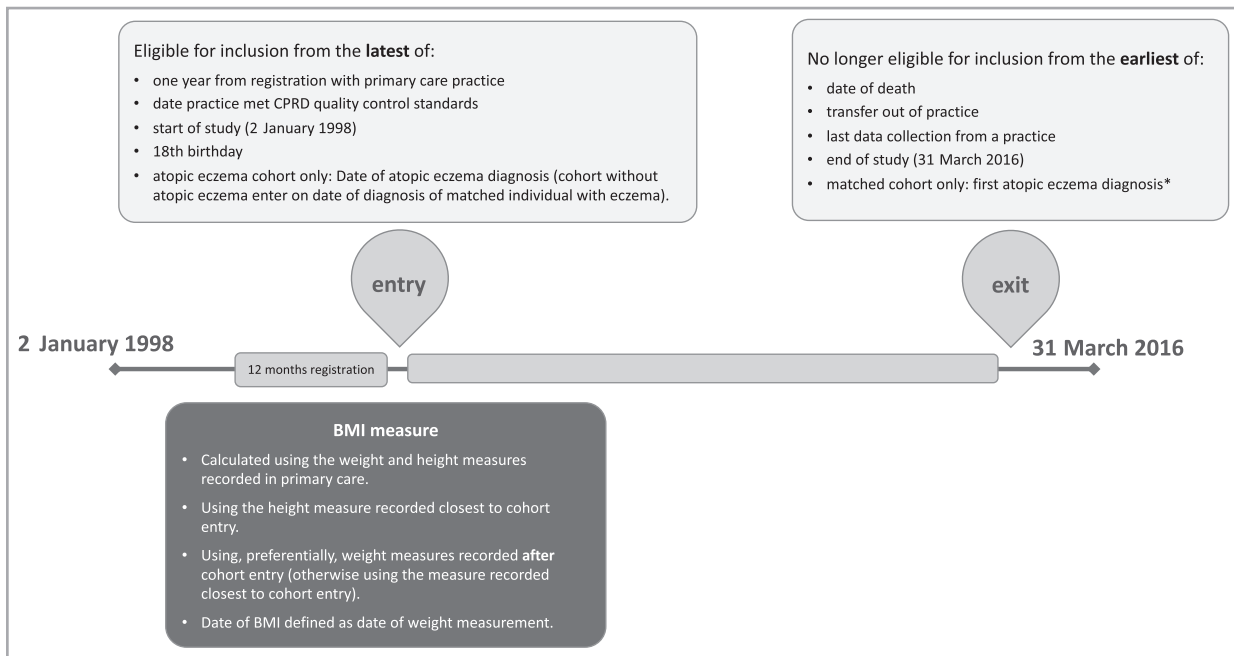 Eligible for inclusion from the latest of:
• one year from registration with primary care practice
• date practice met CPRD quality control standards
• start of study (2 January 1998)
• 18th birthday
• atopic eczema cohort only: Date of atopic eczema diagnosis (cohort without
atopic eczema enter on date of diagnosis of matched individual with eczema).
No longer eligible for inclusion from the earliest of:
• date of death
• transfer out of practice
• last data collection from a practice
• end of study (31 March 2016)
• matched cohort only: first atopic eczema diagnosis*
entry
exit
2 January 1998
31 March 2016
12 months registration
BMI measure
• Calculated using the weight and height measures
recorded in primary care.
• Using the height measure recorded closest to cohort
entry.
• Using, preferentially, weight measures recorded after
cohort entry (otherwise using the measure recorded
closest to cohort entry).
• Date of BMI defined as date of weight measurement.